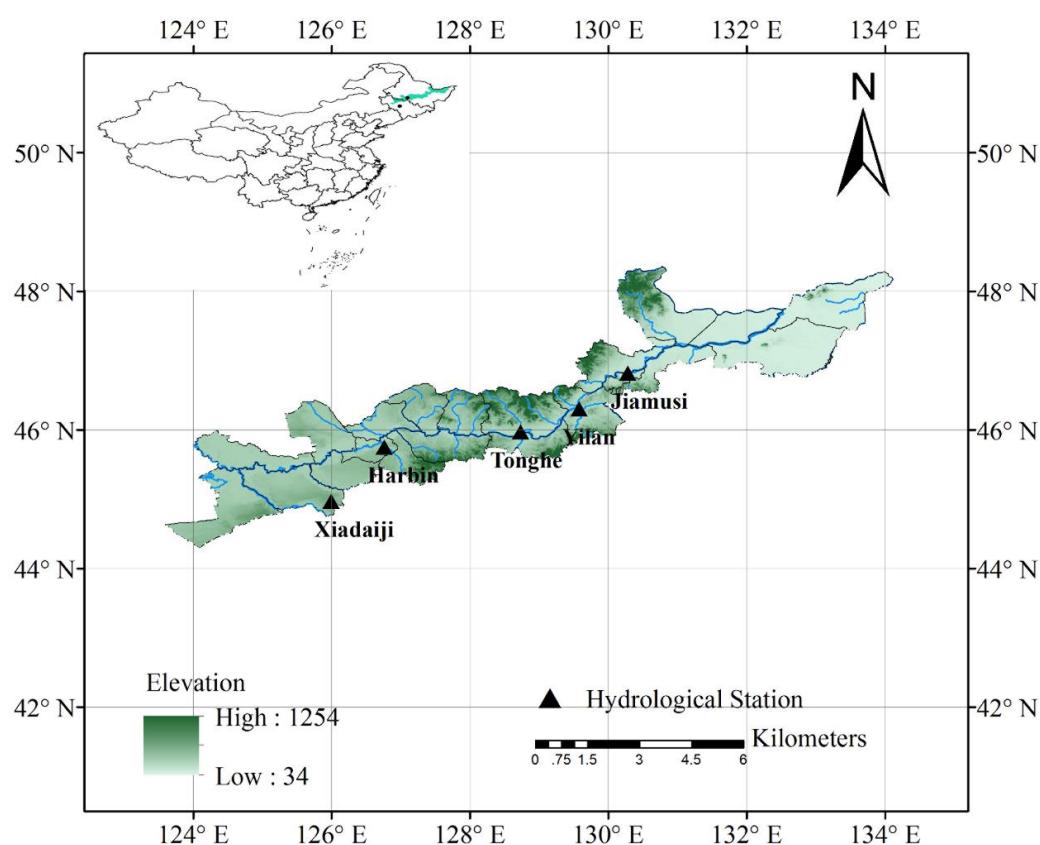 124° E 126° E 128° E 130° E 132° E 134° E
N
50° N 50° N
48° N 48° N
Jiamusi
46° N 46° N
Yilan
Tonghe
Harbin
Xiadaiji
44° N 44° N
Elevation
High : 1254
Low : 34
Hydrological Station
42° N 42° N
Kilometers
0 .75 1.5 3 4.5 6
124° E 126° E 128° E 130° E 132° E 134° E